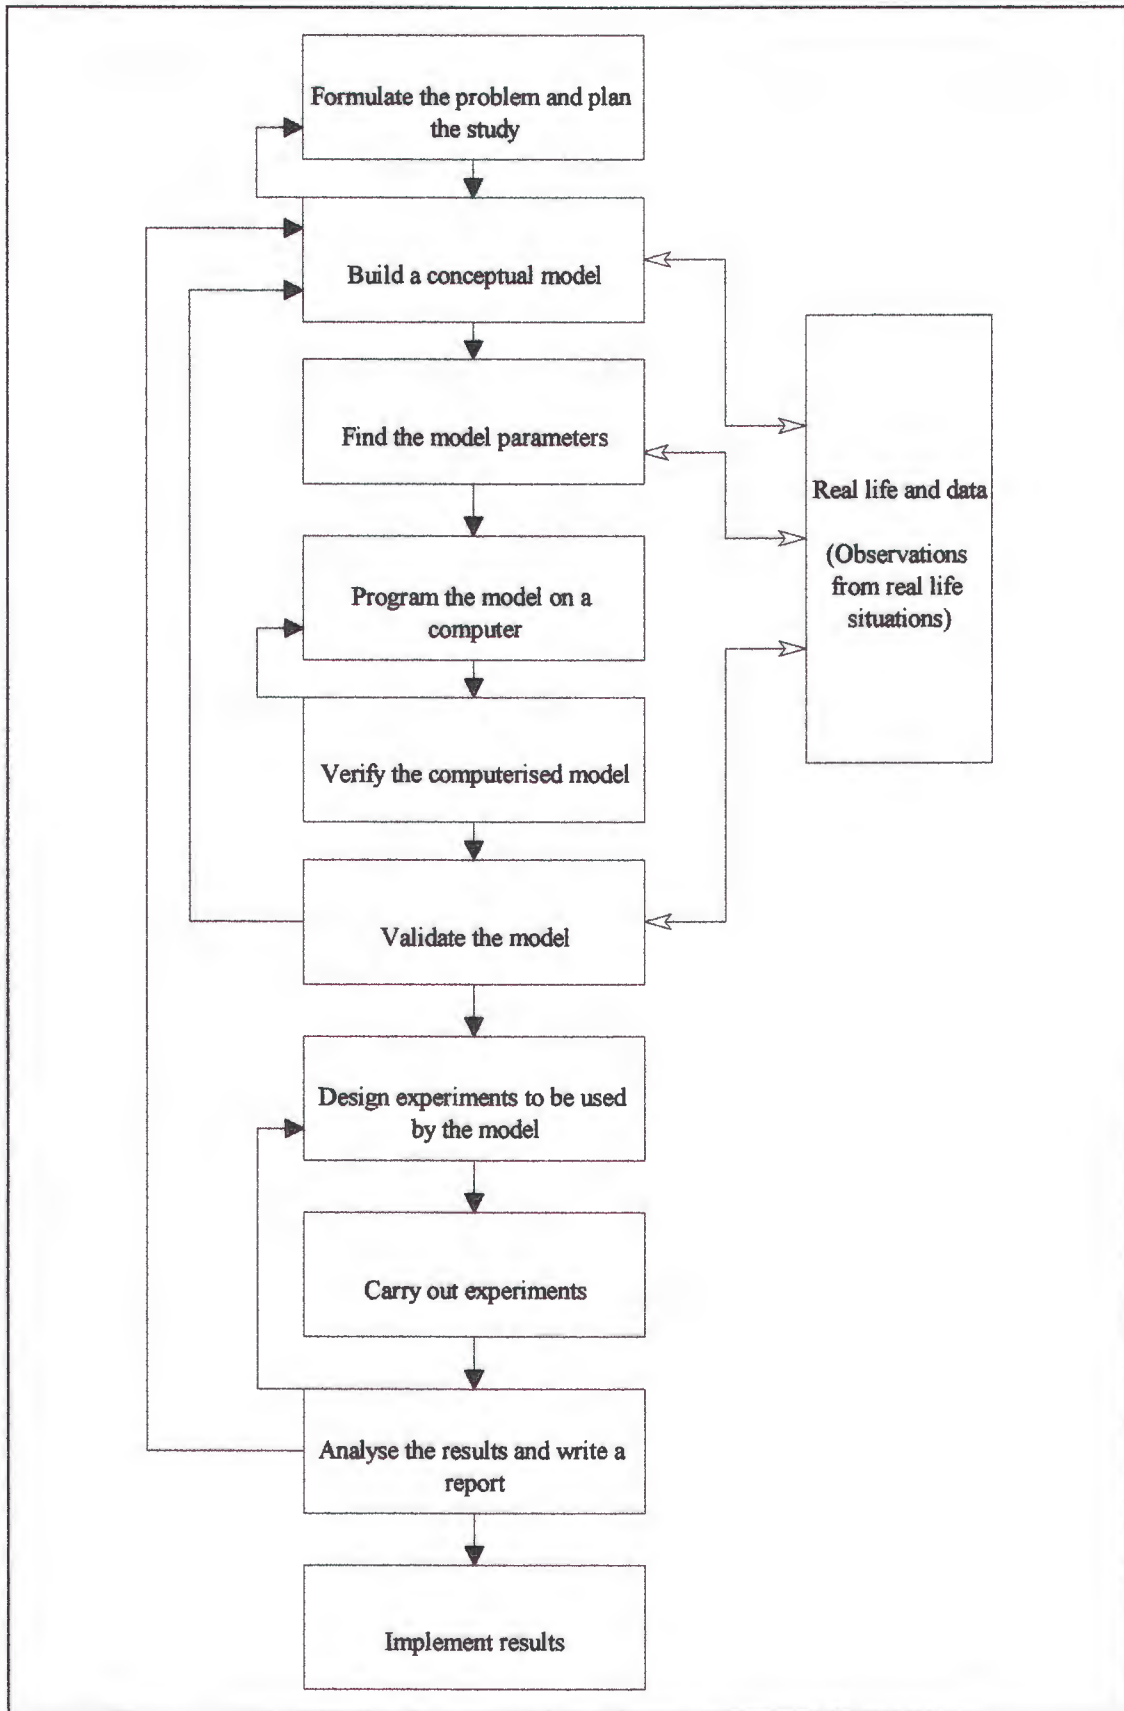 Formulate the problem and plan
the study
Build a conceptual model
Find the model parameters
Real life and data
(Observations
from real life
situations)
Program the model on a
computer
Verify the computerised model
Validate the model
Design experiments to be used
by the model
Carry out experiments
Analyse the results and write a
report
Implement results